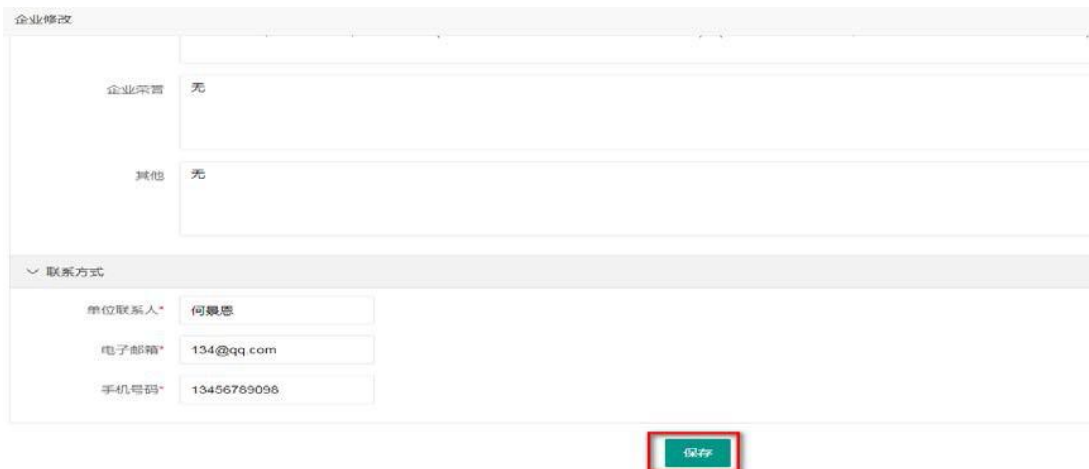 企业修改
企业荣誉
无
其他
无
联系方式
单位联系人*
何景恩
电子邮箱*
134@qq.com
手机号码*
13456789098
保存